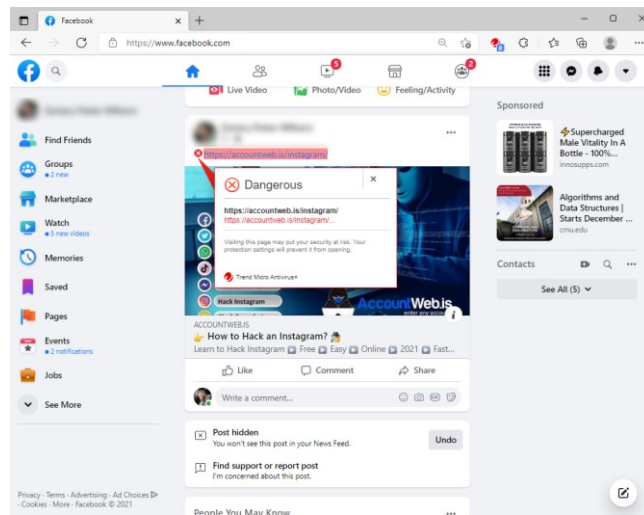 Facebook
https://www.facebook.com
5
2
Live Video
Photo/Video
Feeling/Activity
Find Friends
Groups
2 new
Marketplace
Watch
5 new videos
Memories
Saved
Pages
Events
2 notifications
Jobs
See More
Privacy · Terms · Advertising · Ad Choices
· Cookies · More · Facebook © 2021
https://accountweb.is/instagram/
Dangerous
https://accountweb.is/instagram/
https://accountweb.is/instagram/...
Visiting this page may put your security at risk. Your
protection settings will prevent it from opening.
Trend Micro Antivirus+
Hack Instagram
AccountWeb.is
enter any account
ACCOUNTWEB.IS
How to Hack an Instagram?
Learn to Hack Instagram Free Easy Online 2021 Fast...
Like
Comment
Share
Write a comment...
GIF
Post hidden
You won't see this post in your News Feed.
Undo
Find support or report post
I'm concerned about this post.
People You May Know
Sponsored
Supercharged
Male Vitality In A
Bottle - 100%...
innosupps.com
Algorithms and
Data Structures |
Starts December ...
cmu.edu
Contacts
See All (5)